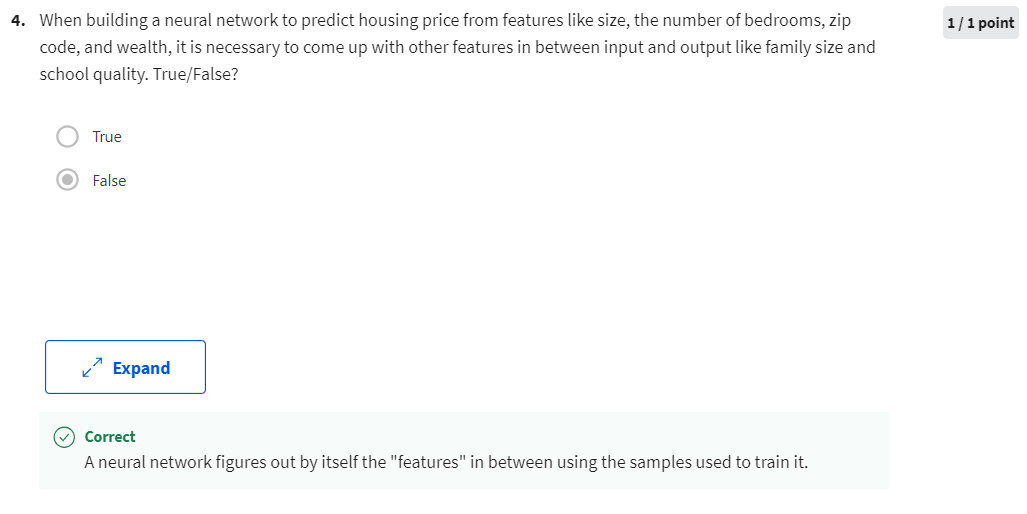 4. When building a neural network to predict housing price from features like size, the number of bedrooms, zip
1 / 1 point
code, and wealth, it is necessary to come up with other features in between input and output like family size and
school quality. True/False?
True
False
Expand
Correct
A neural network figures out by itself the "features" in between using the samples used to train it.